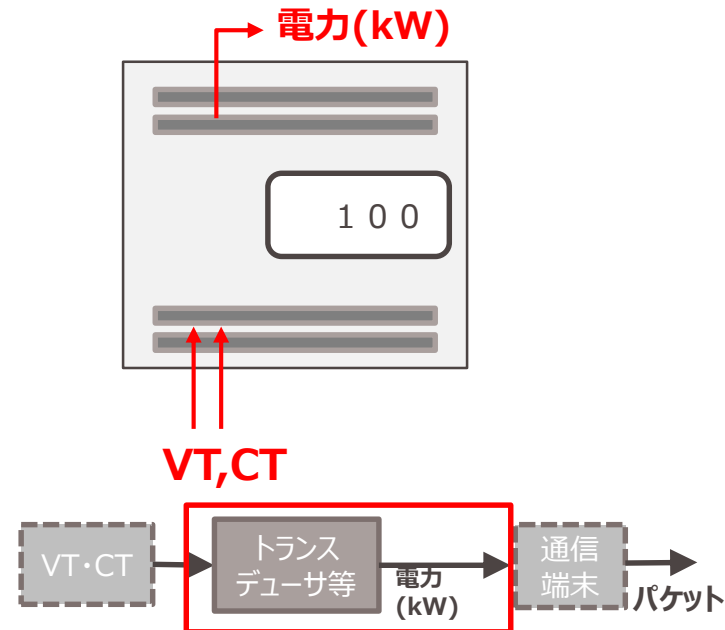 電力(kW)
１００
VT,CT
VT・CT
トランス
デューサ等
電力
(kW)
通信
端末
パケット